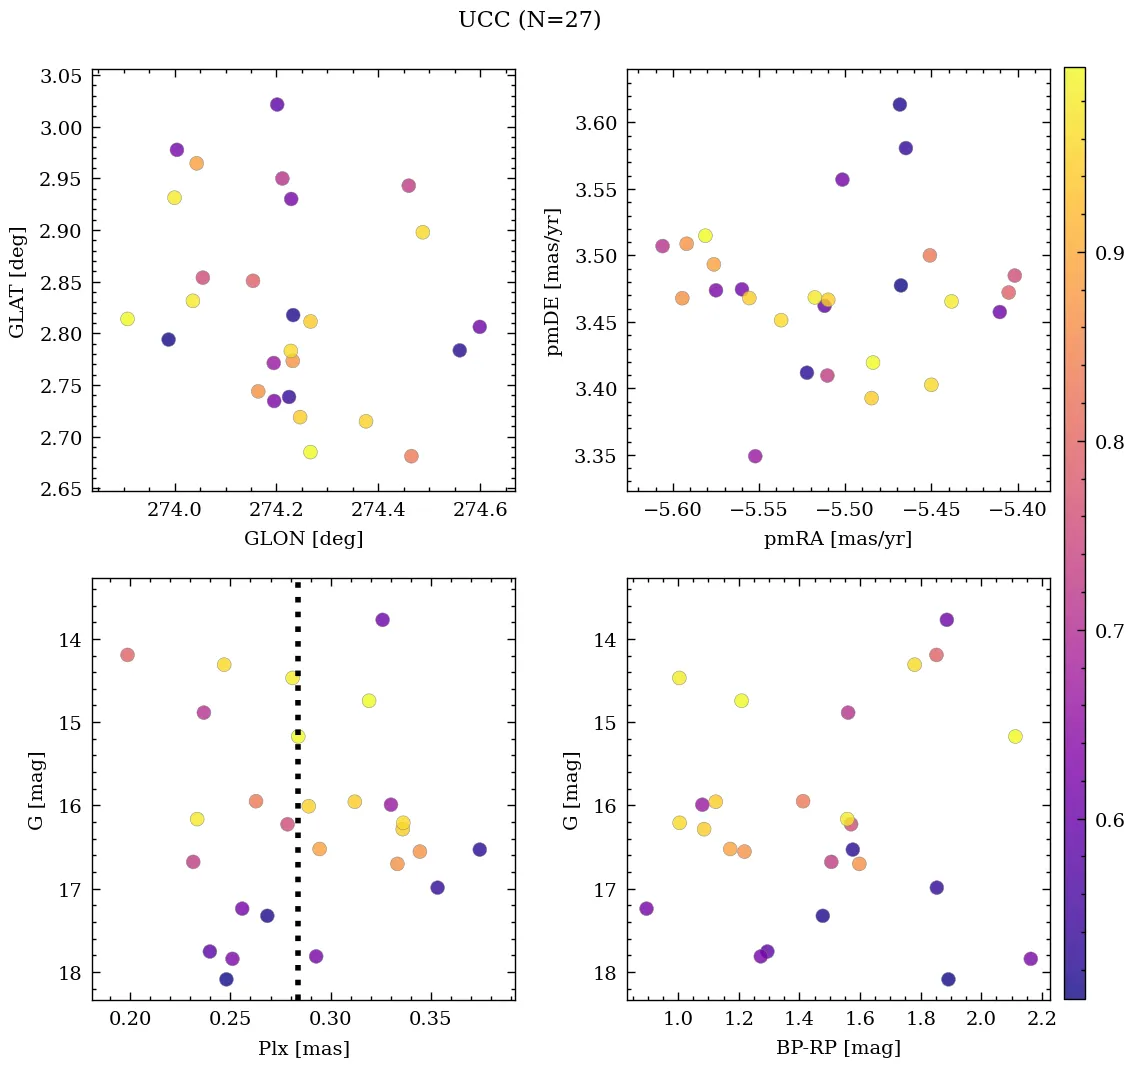 UCC (N=27)
3.05
3.00
2.95
2.90
2.85
2.80
2.75
2.70
2.65
GLAT [deg]
274.0 274.2 274.4 274.6
GLON [deg]
3.60
3.55
3.50
3.45
3.40
3.35
pmDE [mas/yr]
−5.60 −5.55 −5.50 −5.45 −5.40
pmRA [mas/yr]
14
15
16
17
18
G [mag]
0.20 0.25 0.30 0.35
Plx [mas]
14
15
16
17
18
G [mag]
1.0 1.2 1.4 1.6 1.8 2.0 2.2
BP-RP [mag]
0.9
0.8
0.7
0.6